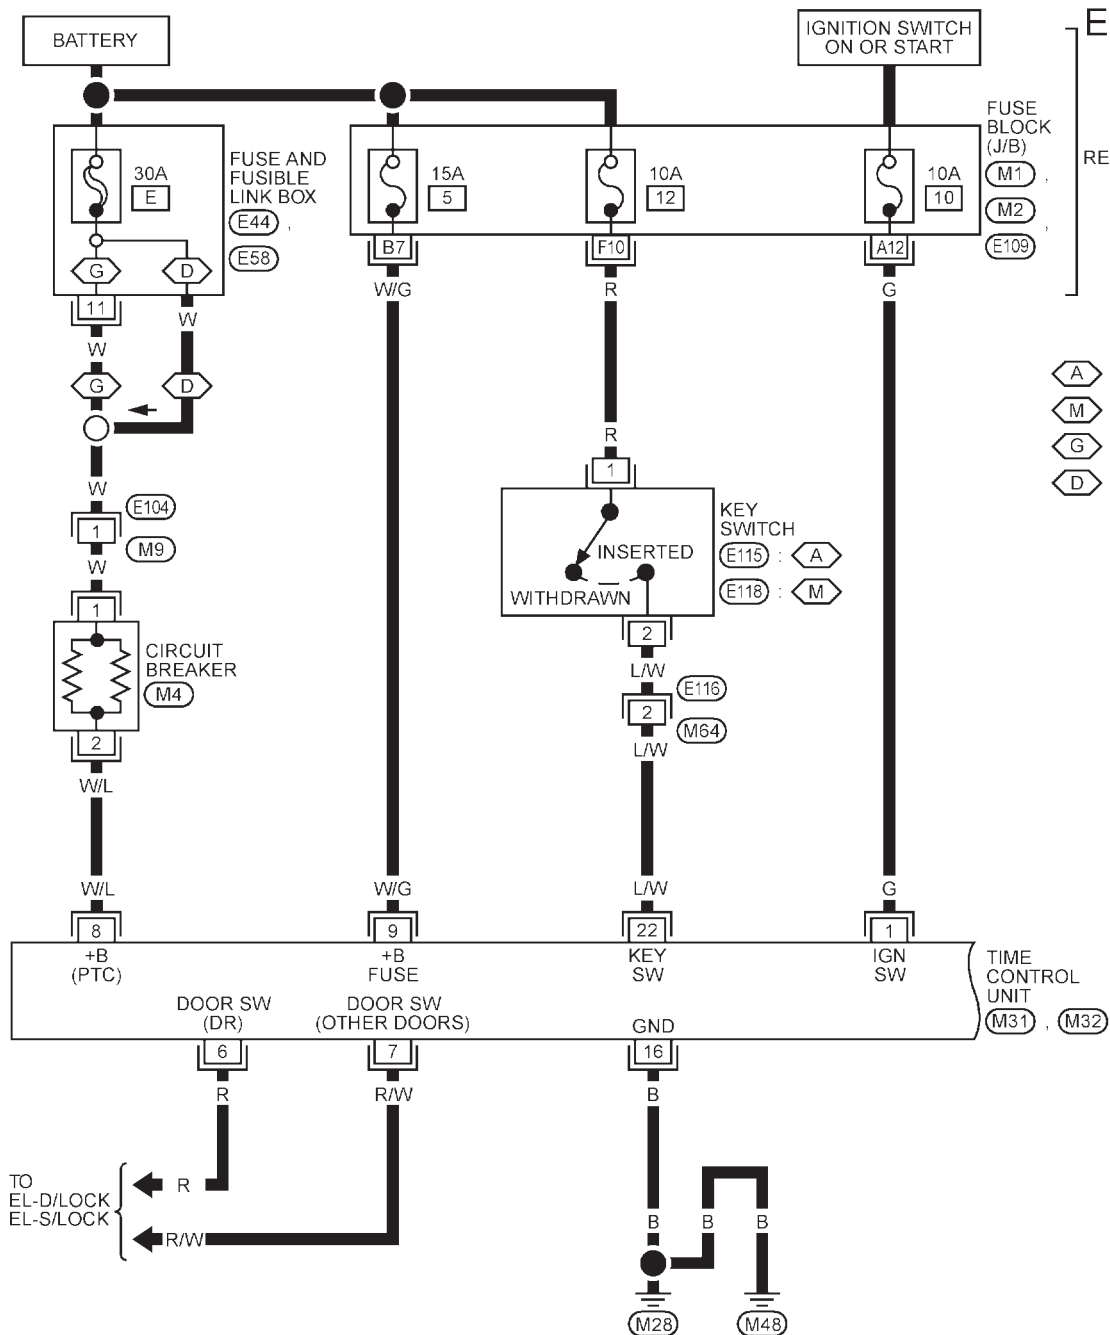 BATTERY
IGNITION SWITCH
ON OR START
E
FUSE AND
FUSIBLE
LINK BOX
E44 ,
E58
30A
E
15A
5
10A
12
10A
10
FUSE
BLOCK
(J/B)
M1 ,
M2 ,
E109
RE
G
D
B7
F10
A12
11
W
W/G
R
G
W
G
D
A
M
G
D
R
1
W
E104
1
M9
W
KEY
SWITCH
E115 : A
E118 : M
INSERTED
WITHDRAWN
1
CIRCUIT
BREAKER
M4
2
L/W
E116
2
M64
L/W
2
W/L
W/L
W/G
L/W
G
8
9
22
1
+B
(PTC)
+B
FUSE
KEY
SW
IGN
SW
TIME
CONTROL
UNIT
M31 , M32
DOOR SW
(DR)
DOOR SW
(OTHER DOORS)
GND
6
7
16
R
R/W
B
TO
EL-D/LOCK
EL-S/LOCK
R
R/W
B
B
B
M28
M48